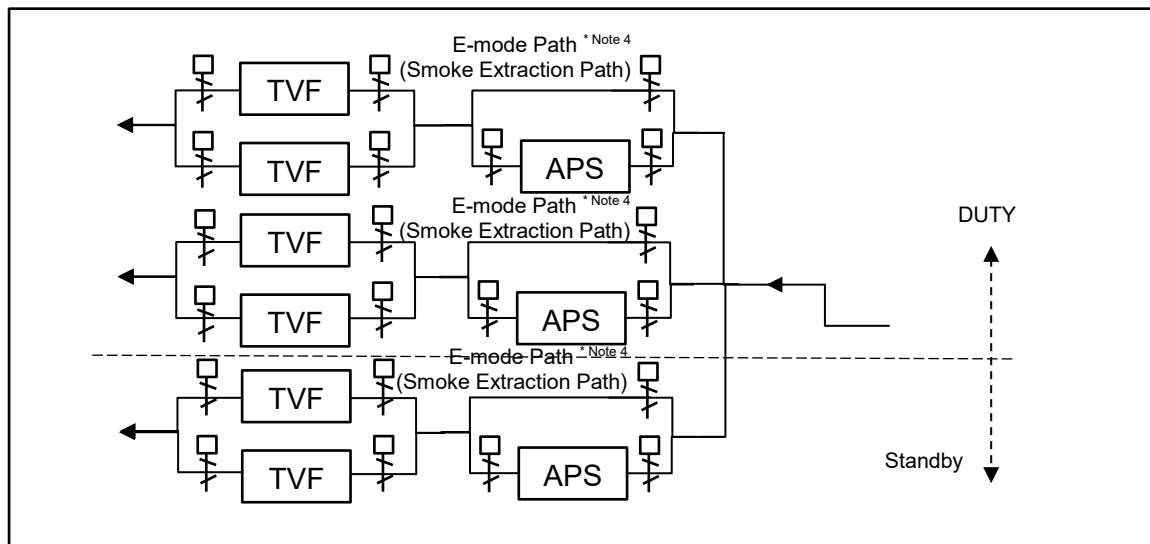 E-mode Path * Note 4
(Smoke Extraction Path)
TVF
TVF
APS
E-mode Path * Note 4
(Smoke Extraction Path)
DUTY
TVF
TVF
APS
E-mode Path * Note 4
(Smoke Extraction Path)
TVF
TVF
APS
Standby